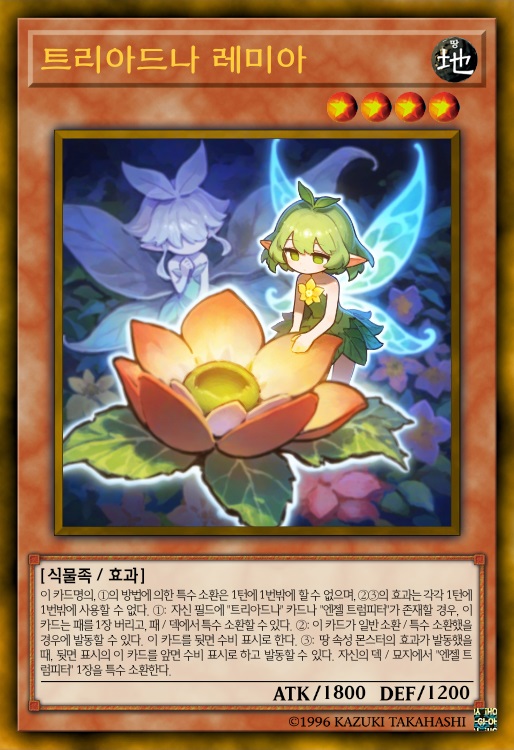 트리아드나 레미아
땅
地
[식물족 / 효과]
이 카드명의, ①의 방법에 의한 특수 소환은 1턴에 1번밖에 할 수 없으며, ②③의 효과는 각각 1턴에
1번밖에 사용할 수 없다. ①: 자신 필드에 "트리아드나" 카드나 "엔젤 트럼피터"가 존재할 경우, 이
카드는 패를 1장 버리고, 패 / 덱에서 특수 소환할 수 있다. ②: 이 카드가 일반 소환 / 특수 소환했을
경우에 발동할 수 있다. 이 카드를 뒷면 수비 표시로 한다. ③: 땅 속성 몬스터의 효과가 발동했을
때, 뒷면 표시의 이 카드를 앞면 수비 표시로 하고 발동할 수 있다. 자신의 덱 / 묘지에서 "엔젤 트
럼피터" 1장을 특수 소환한다.
ATK/1800 DEF/1200
©1996 KAZUKI TAKAHASHI